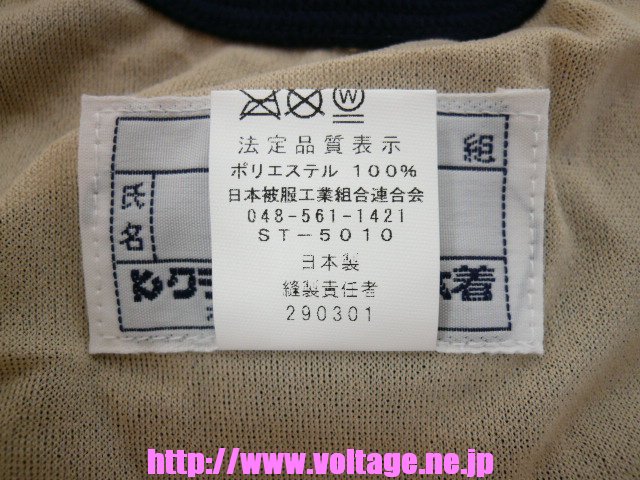 W
法定品質表示
ポリエステル 100%
日本被服工業組合連合会
048-561-1421
ST-5010
日本製
縫製責任者
290301
組
氏名
着
http://www.voltage.ne.jp